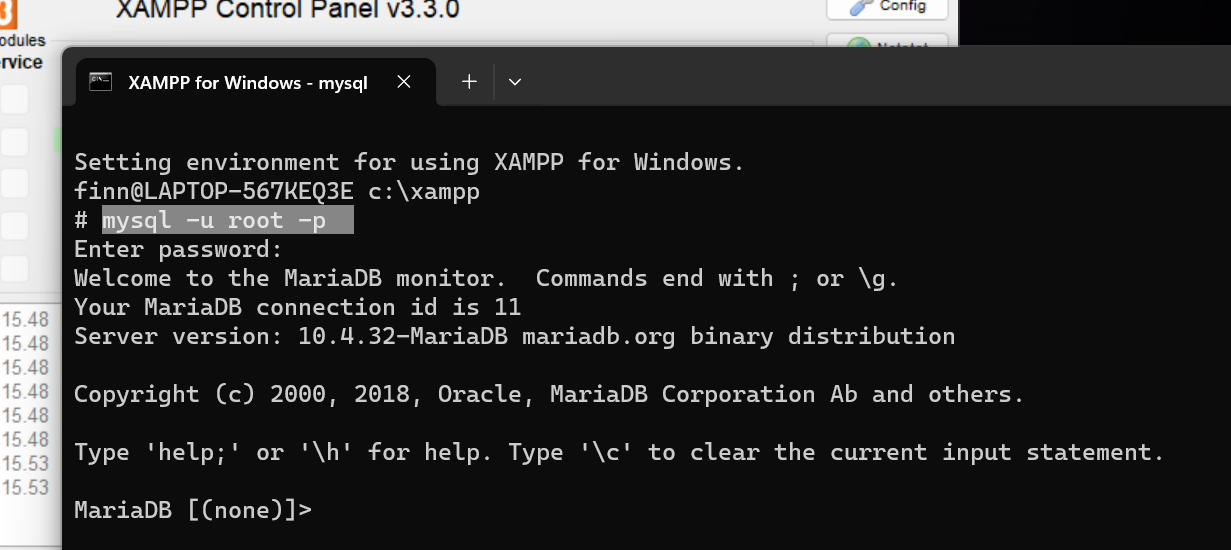 XAMPP Control Panel v3.3.0
Config
odules
rvice
XAMPP for Windows - mysql
Setting environment for using XAMPP for Windows.
finn@LAPTOP-567KEQ3E c:\xampp
# mysql -u root -p
Enter password:
Welcome to the MariaDB monitor.  Commands end with ; or \g.
Your MariaDB connection id is 11
Server version: 10.4.32-MariaDB mariadb.org binary distribution
Copyright (c) 2000, 2018, Oracle, MariaDB Corporation Ab and others.
Type 'help;' or '\h' for help. Type '\c' to clear the current input statement.
MariaDB [(none)]>
15.48
15.48
15.48
15.48
15.48
15.48
15.53
15.53